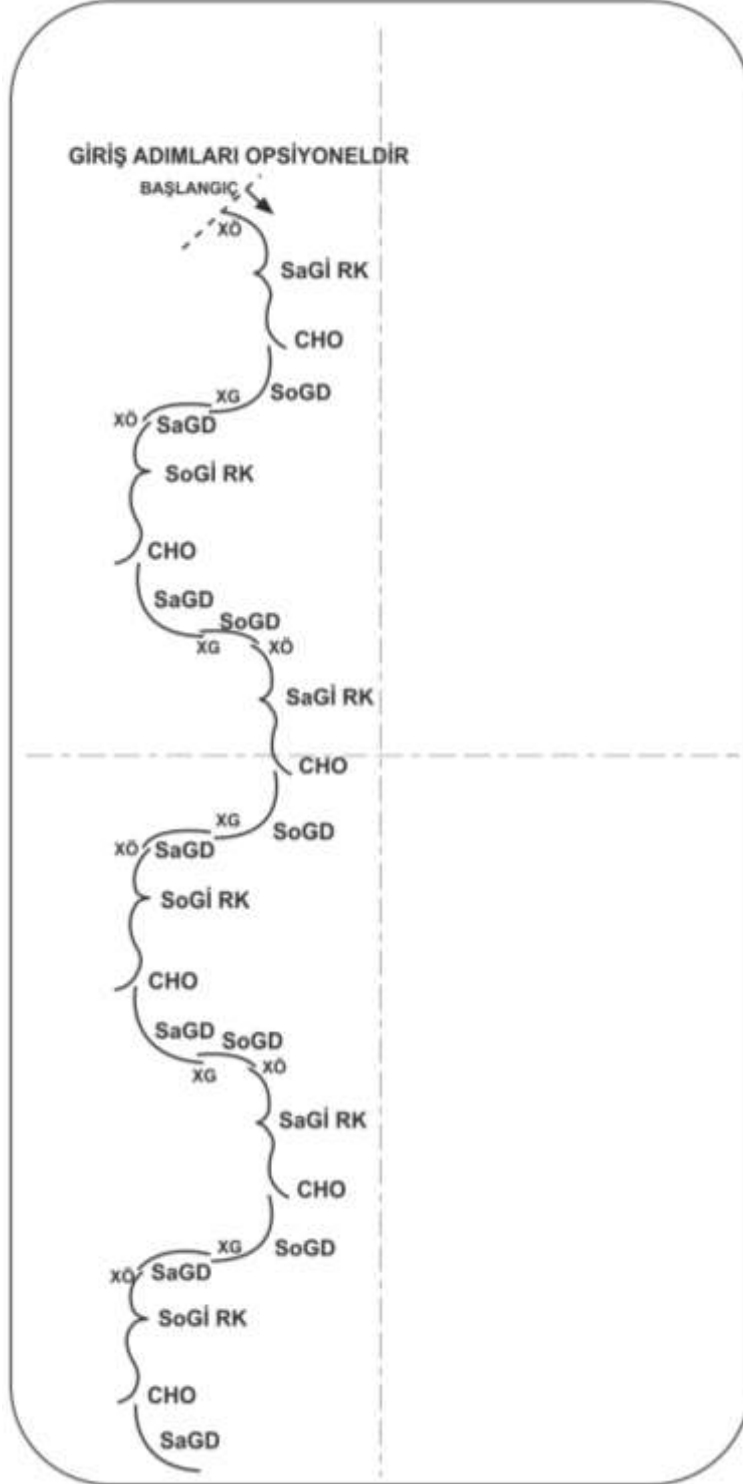 GİRİŞ ADIMLARI OPSİYONELDİR
BAŞLANGIÇ
XÖ
SaGİ RK
CHO
XG SoGD
XÖ SaGD
SoGİ RK
CHO
SaGD SoGD
XG XÖ
SaGİ RK
CHO
XG SoGD
XÖ SaGD
SoGİ RK
CHO
SaGD SoGD
XG XÖ
SaGİ RK
CHO
XG SoGD
XÖ SaGD
SoGİ RK
CHO
SaGD